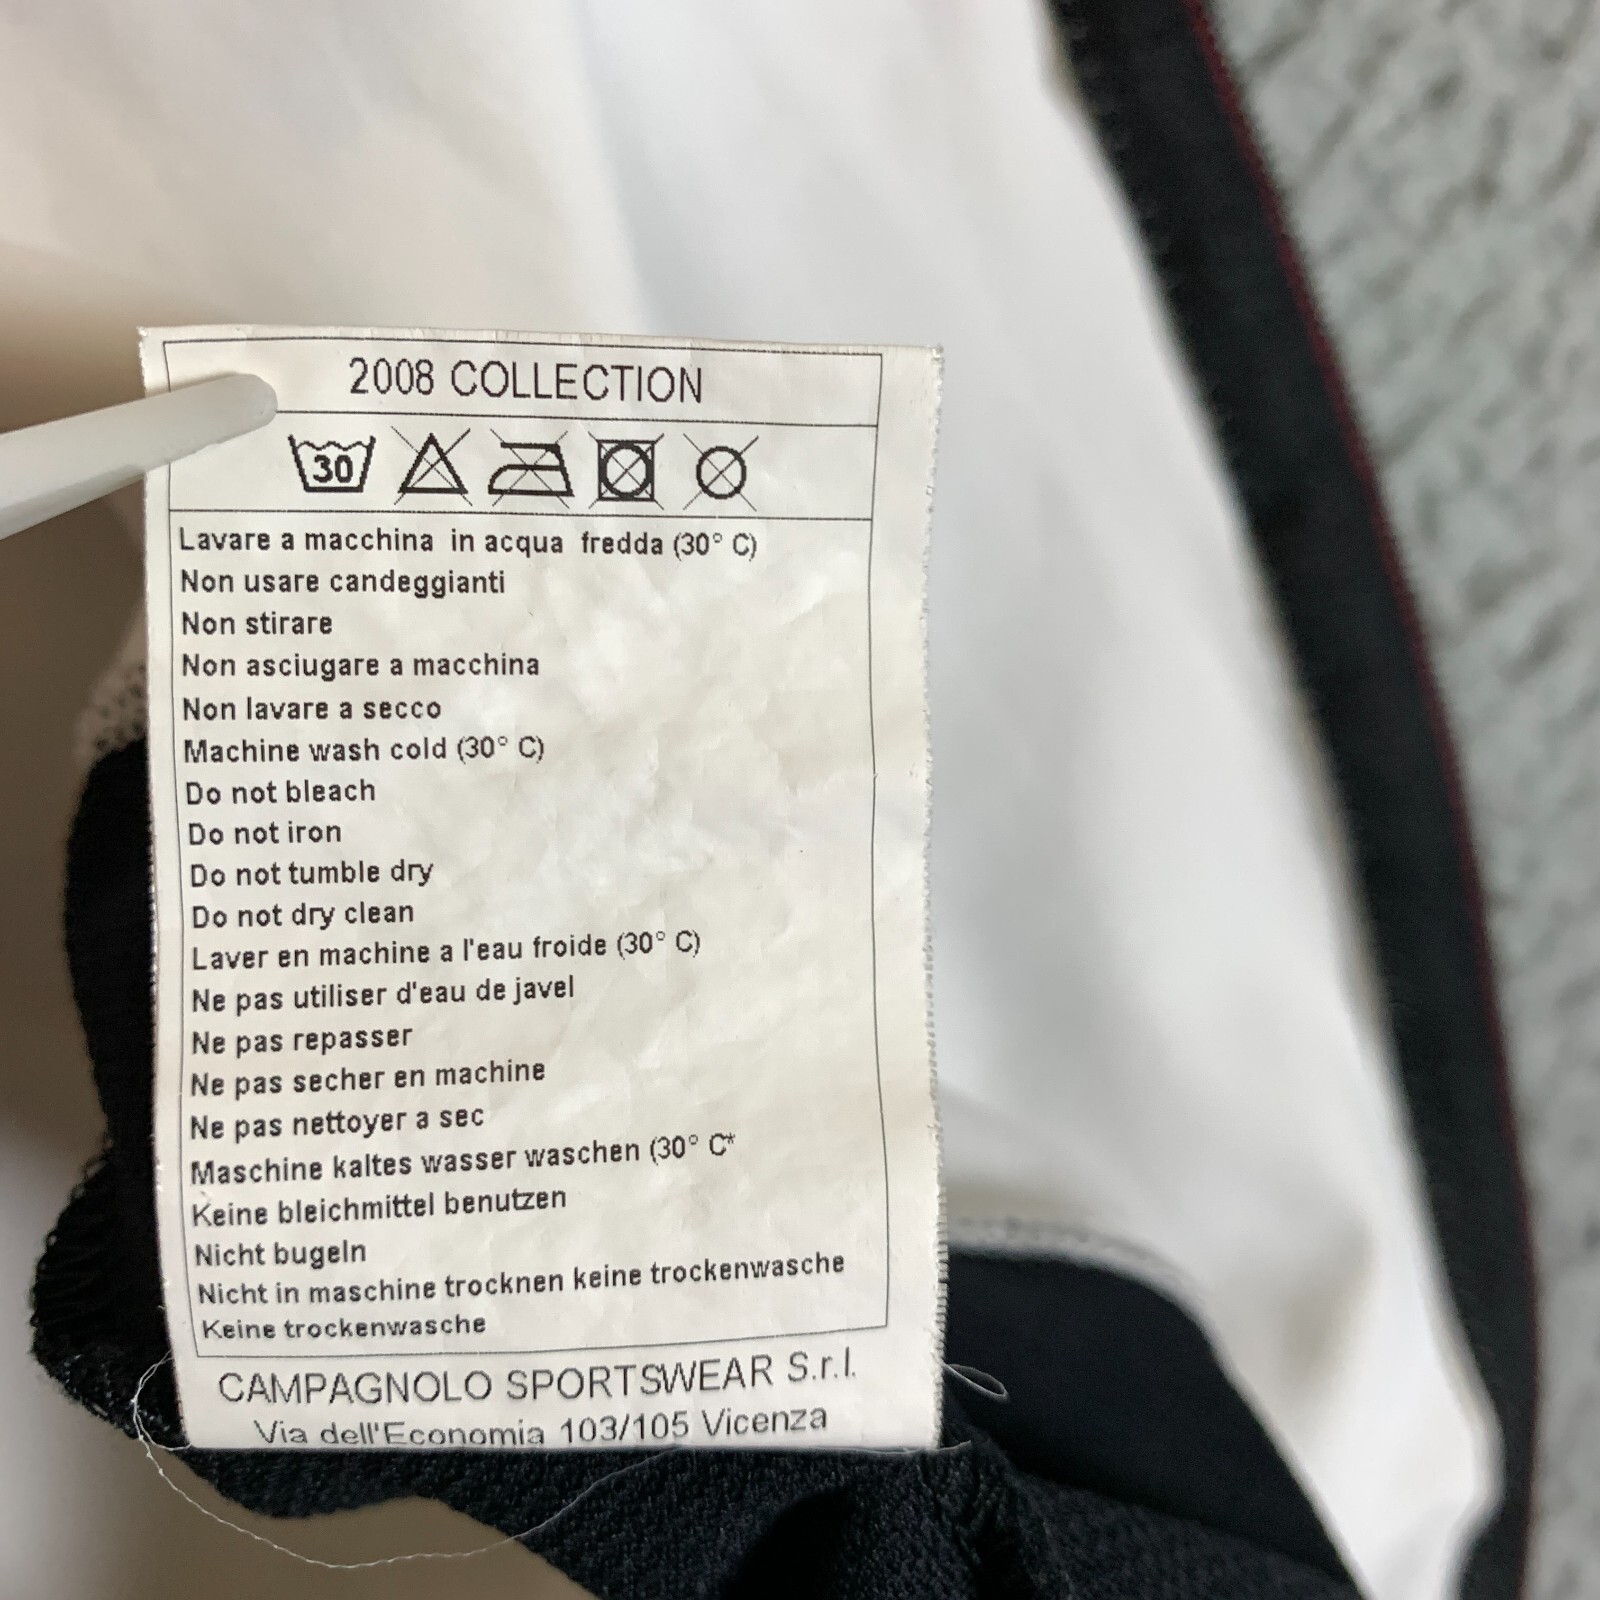 2008 COLLECTION
30
Lavare a macchina in acqua fredda (30° C)
Non usare candeggianti
Non stirare
Non asciugare a macchina
Non lavare a secco
Machine wash cold (30° C)
Do not bleach
Do not iron
Do not tumble dry
Do not dry clean
Laver en machine a l'eau froide (30° C)
Ne pas utiliser d'eau de javel
Ne pas repasser
Ne pas secher en machine
Ne pas nettoyer a sec
Maschine kaltes wasser waschen (30° C*
Keine bleichmittel benutzen
Nicht bugeln
Nicht in maschine trocknen keine trockenwasche
Keine trockenwasche
CAMPAGNOLO SPORTSWEAR S.r.l.
Via dell'Economia 103/105 Vicenza